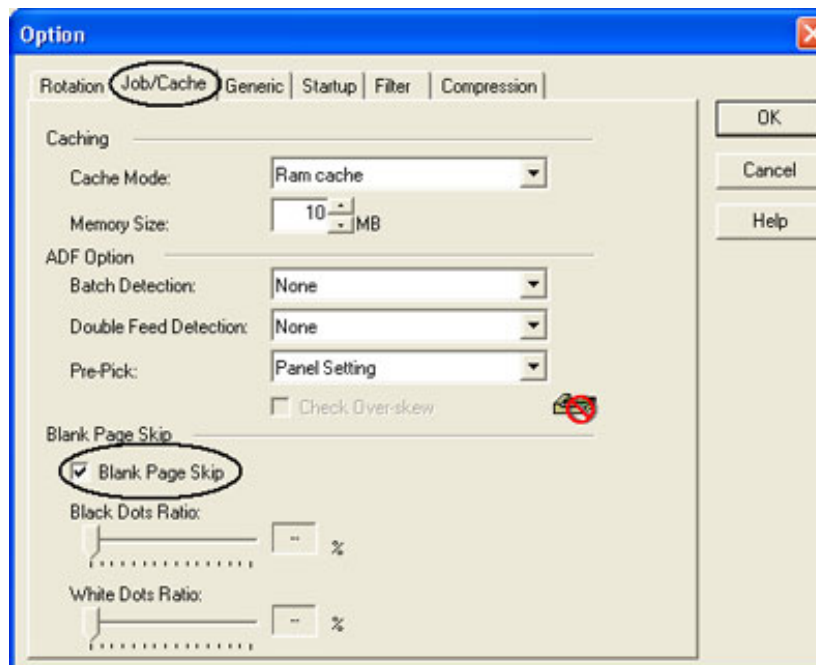 Option
Rotation Job/Cache Generic Startup Filter Compression
OK
Caching
Cache Mode: Ram cache
Cancel
Memory Size: 10 MB
Help
ADF Option
Batch Detection: None
Double Feed Detection: None
Pre-Pick: Panel Setting
Check Over-skew
Blank Page Skip
Blank Page Skip
Black Dots Ratio:
-- %
White Dots Ratio:
-- %